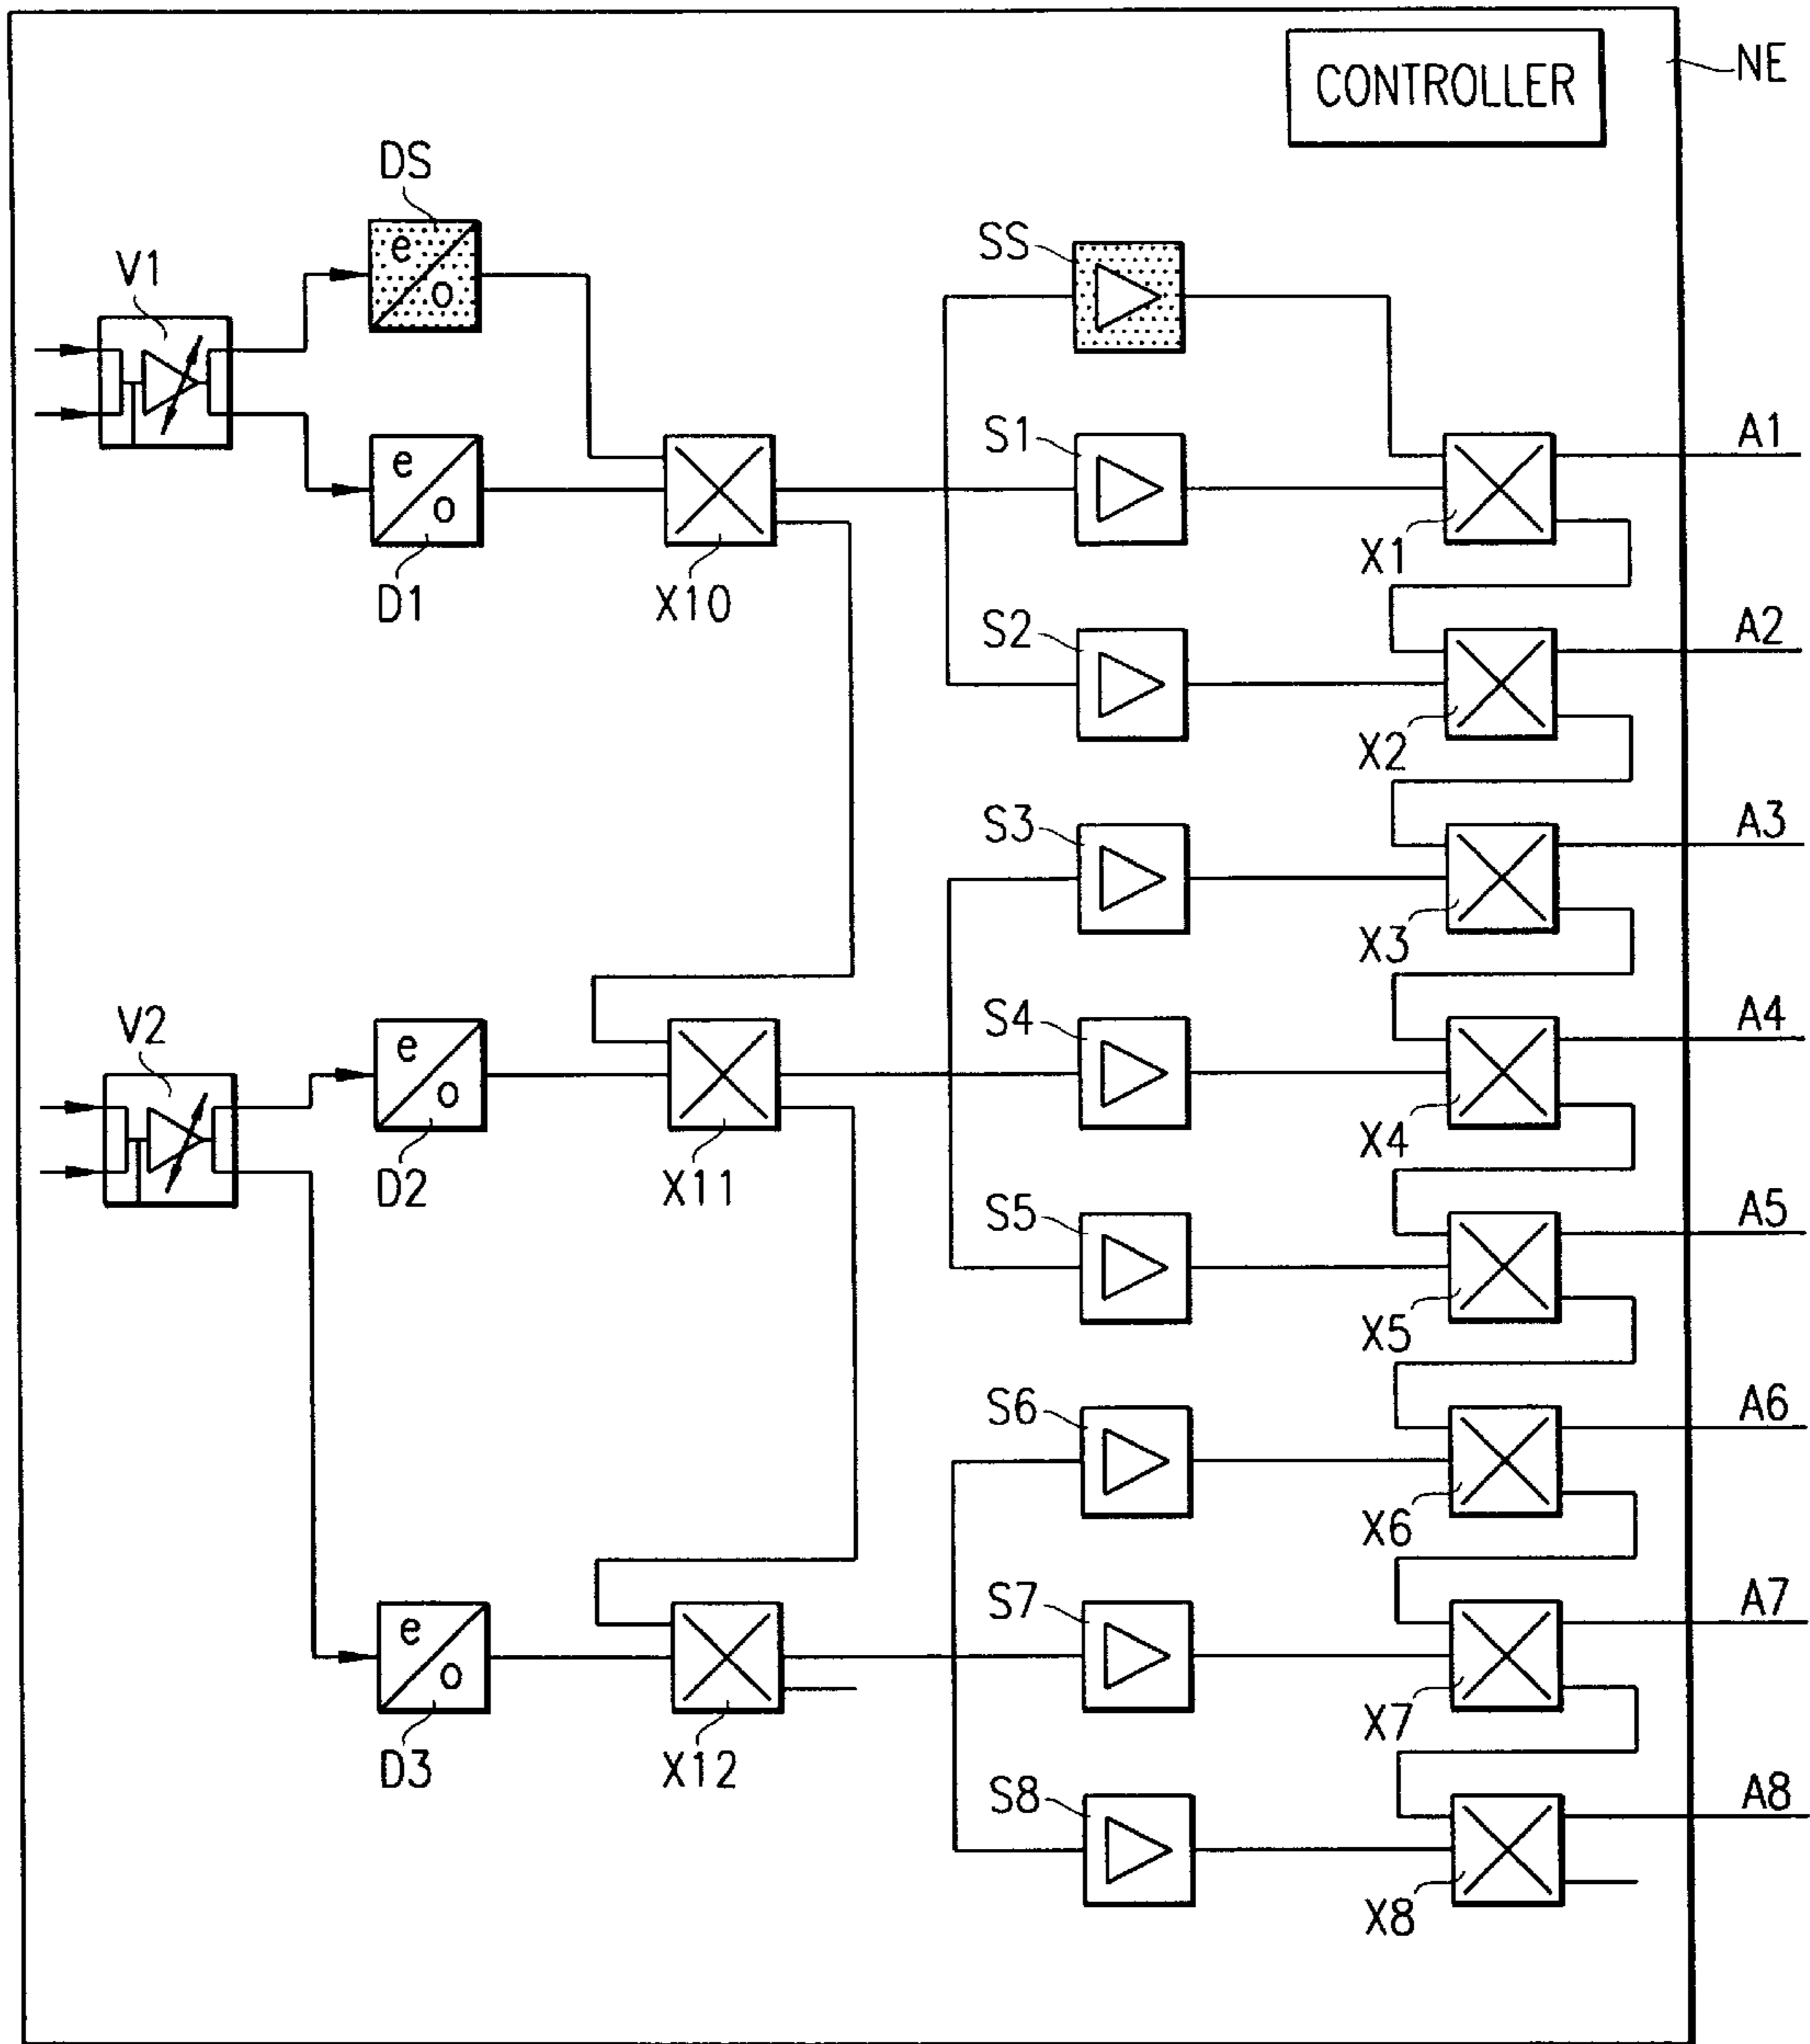 CONTROLLER
NE
DS
e
o
V1
SS
e
o
D1
X10
S1
X1
A1
S2
X2
A2
S3
X3
A3
V2
e
o
D2
X11
S4
X4
A4
S5
X5
A5
S6
X6
A6
e
o
D3
X12
S7
X7
A7
S8
X8
A8